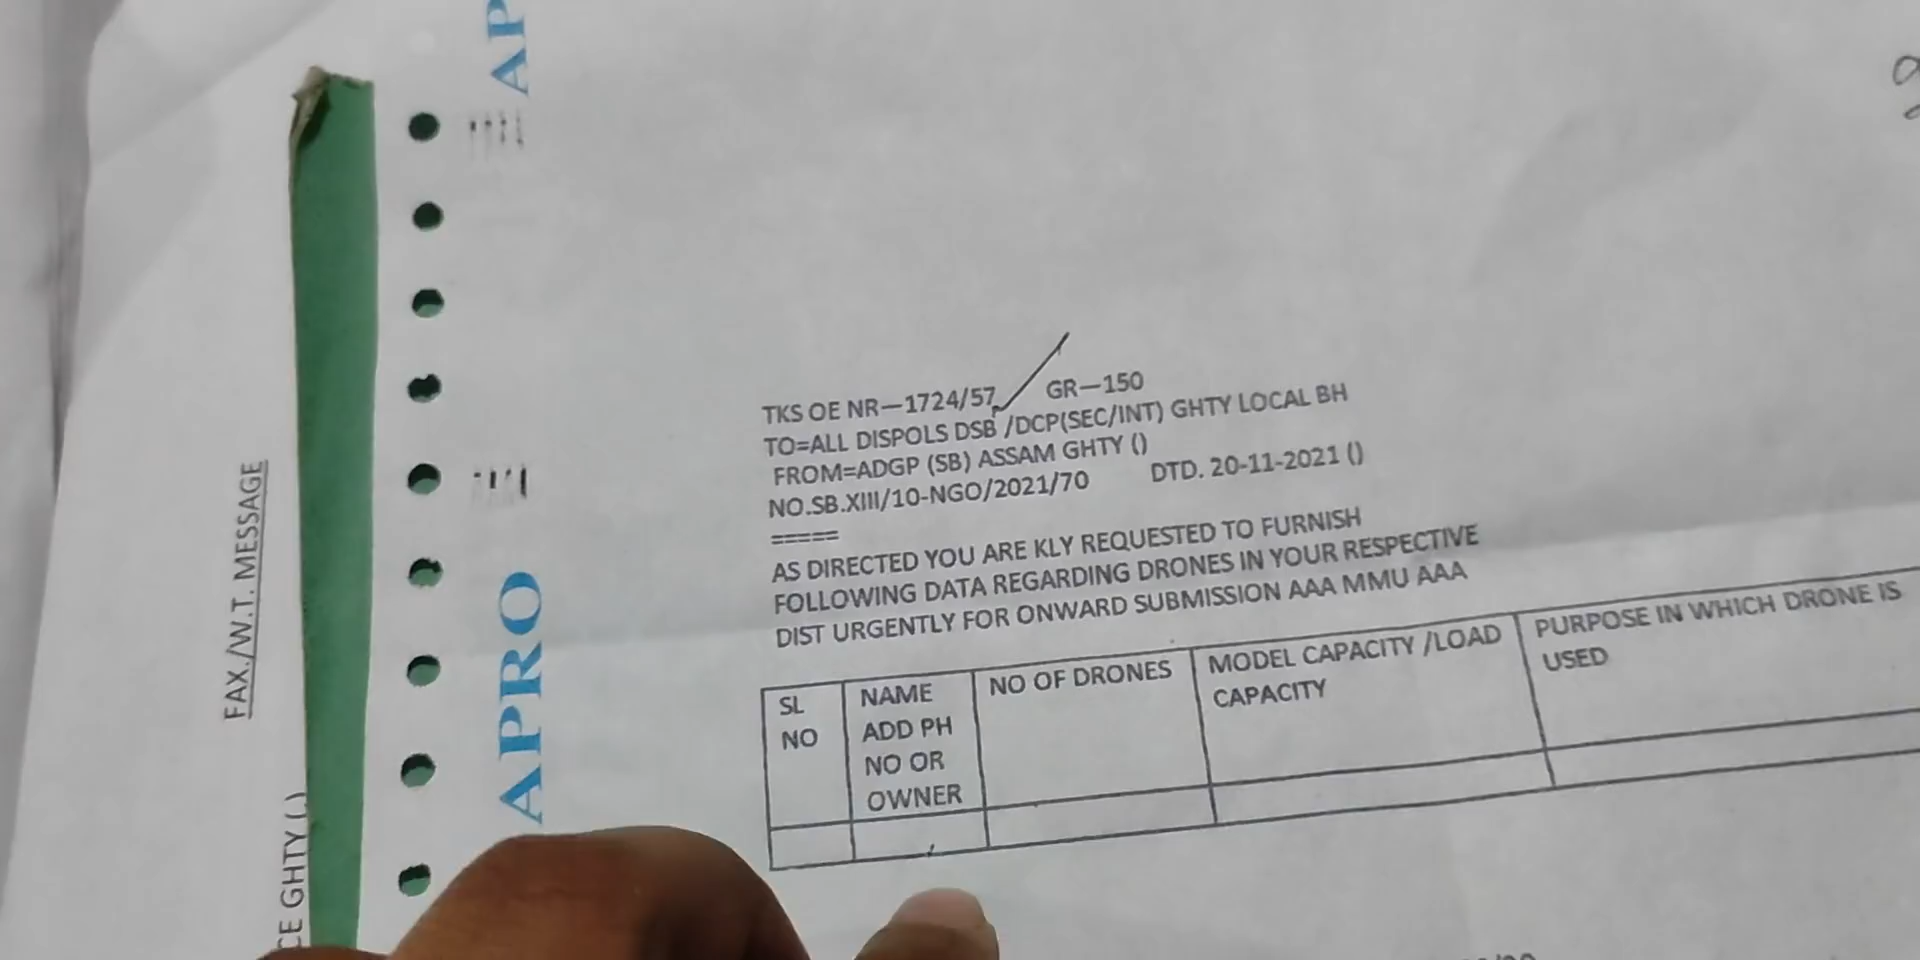 AP
FAX./W.T. MESSAGE
CE GHTY (.)
APRO
TKS OE NR—1724/57 GR—150
TO=ALL DISPOLS DSB /DCP(SEC/INT) GHTY LOCAL BH
FROM=ADGP (SB) ASSAM GHTY ()
NO.SB.XIII/10-NGO/2021/70 DTD. 20-11-2021 ()
=====
AS DIRECTED YOU ARE KLY REQUESTED TO FURNISH
FOLLOWING DATA REGARDING DRONES IN YOUR RESPECTIVE
DIST URGENTLY FOR ONWARD SUBMISSION AAA MMU AAA
SL
NO
NAME
ADD PH
NO OR
OWNER
NO OF DRONES
MODEL CAPACITY /LOAD
CAPACITY
PURPOSE IN WHICH DRONE IS
USED